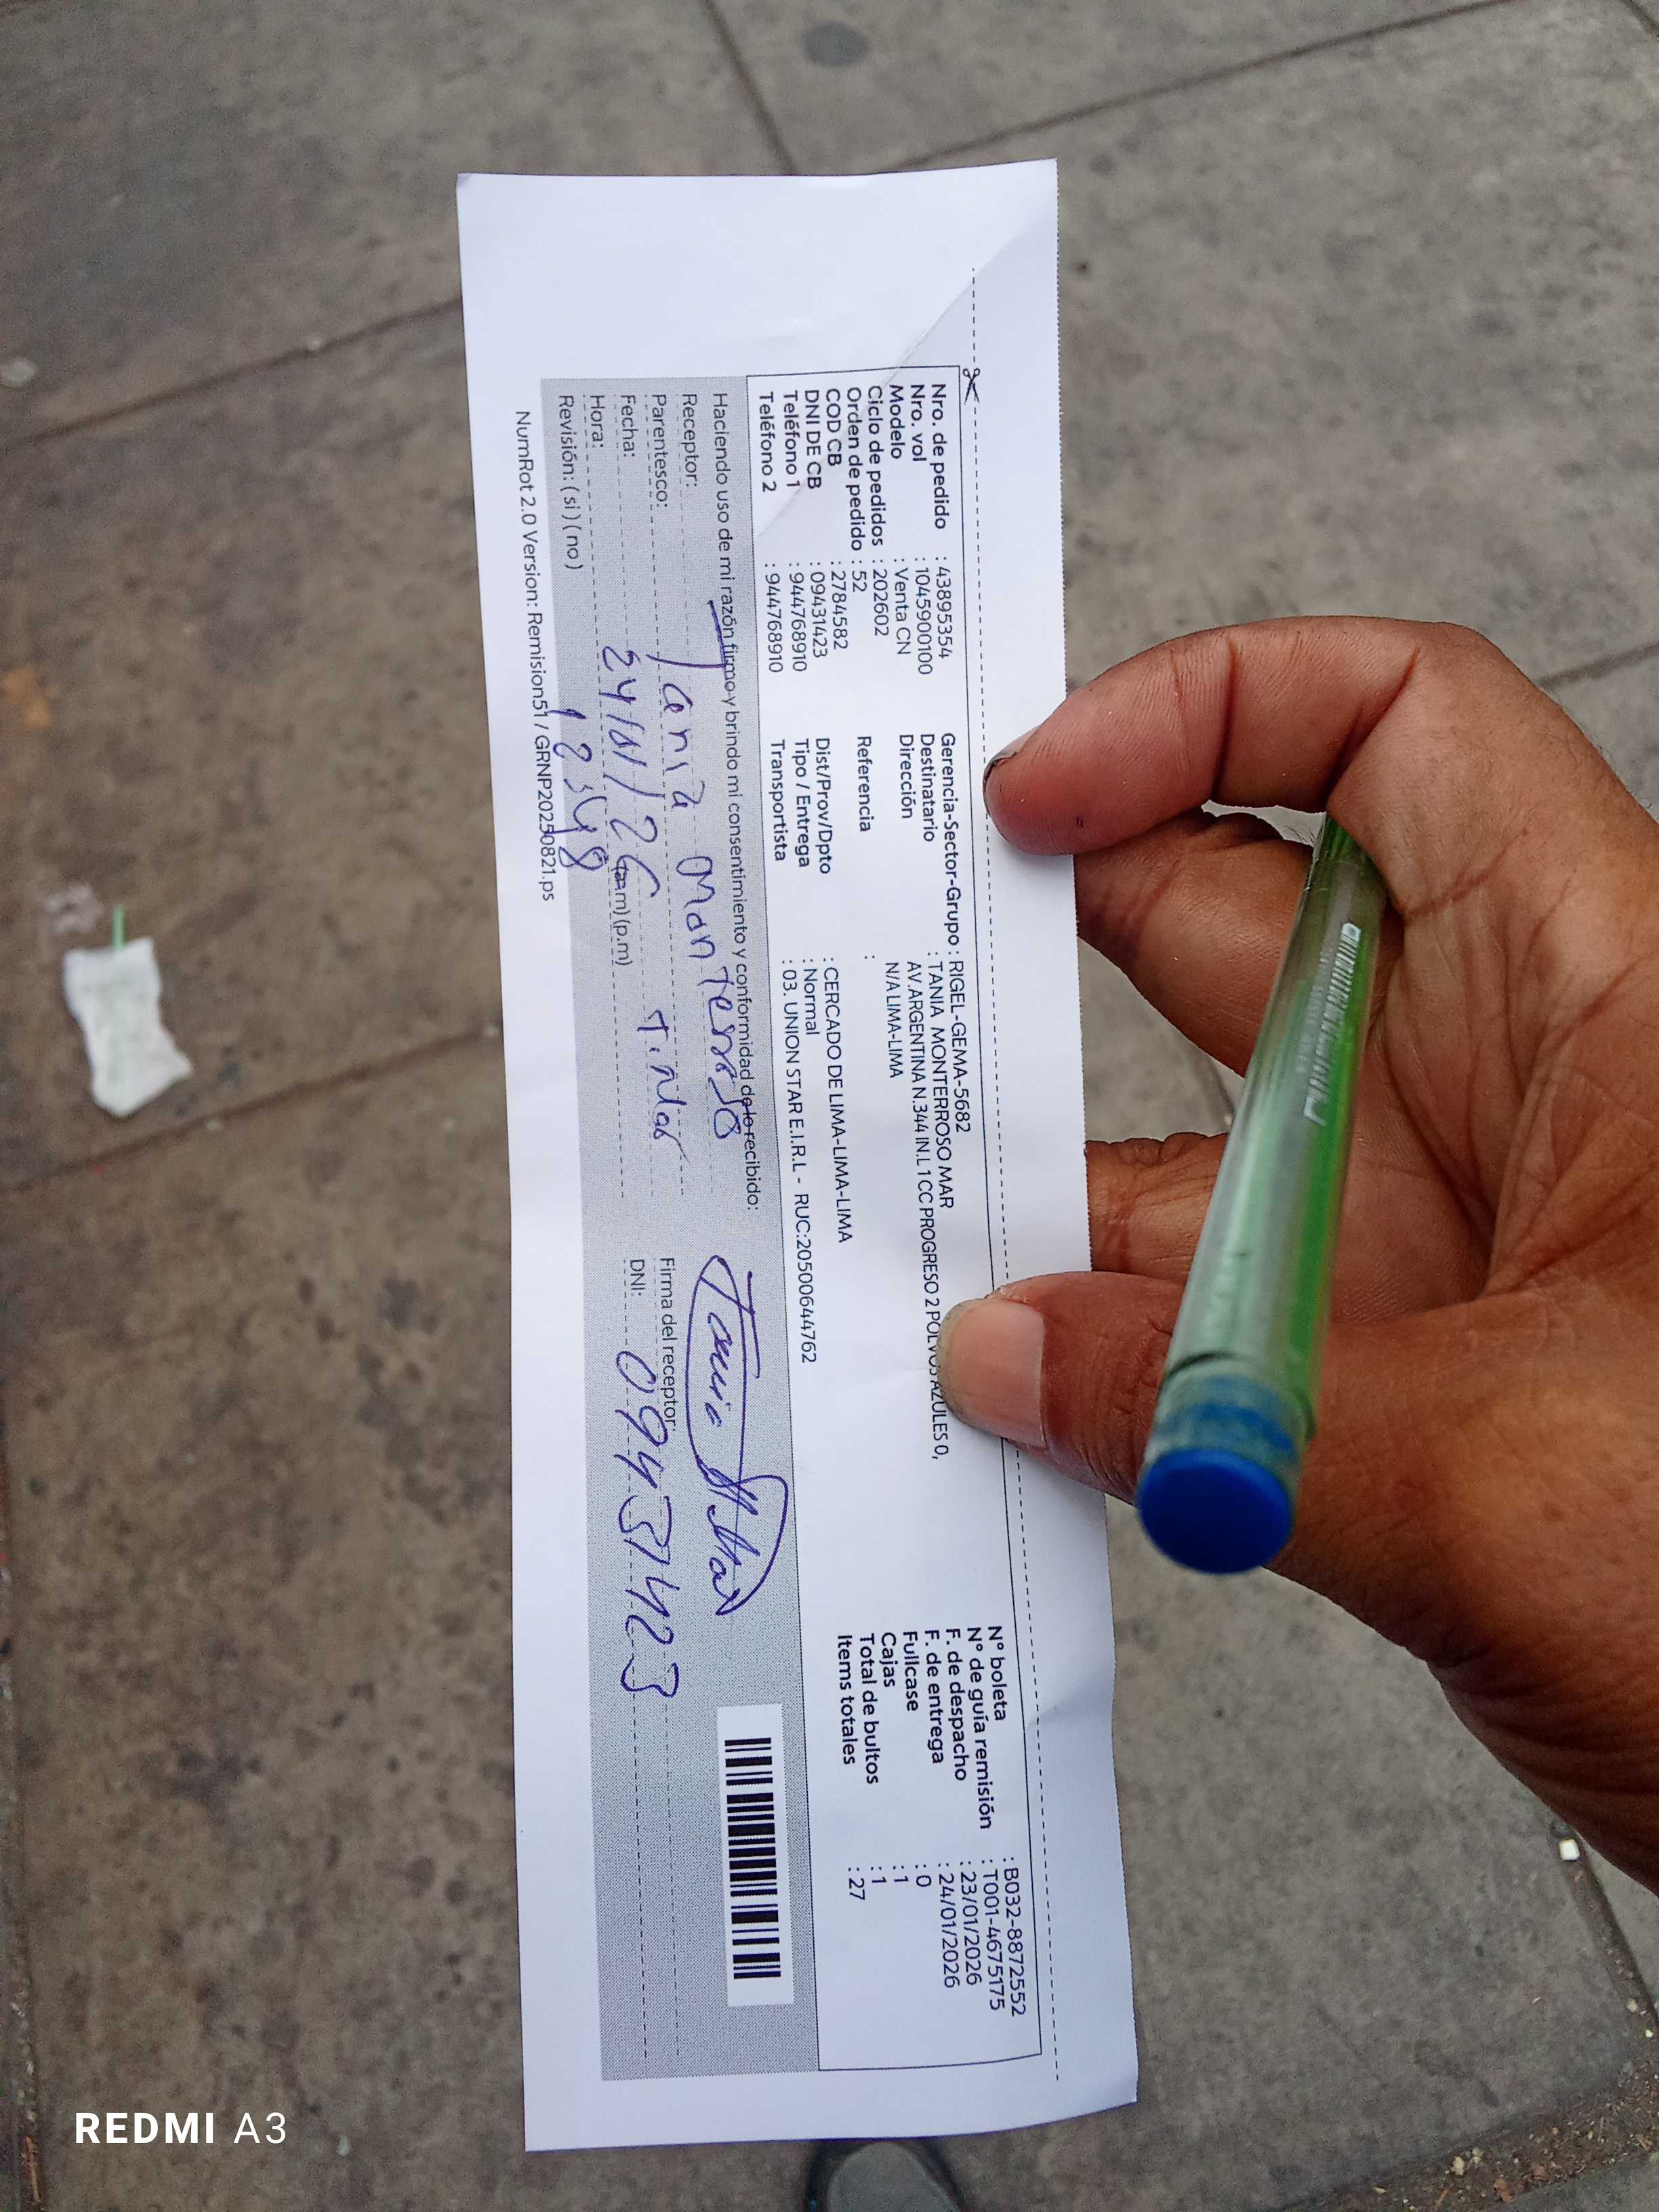 Nro. de pedido : 43895354
Nro. vol : 1045900100
Modelo : Venta CN
Ciclo de pedidos : 202602
Orden de pedido : 52
COD CB : 2784582
DNI DE CB : 09431423
Teléfono 1 : 944768910
Teléfono 2 : 944768910
Gerencia-Sector-Grupo : RIGEL-GEMA-5682
Destinatario : TANIA MONTERROSO MAR
Dirección AV ARGENTINA N.344 IN.L 1 CC PROGRESO 2 POLVOS AZULES 0,
N/A LIMA-LIMA
Referencia :
Dist/Prov/Dpto : CERCADO DE LIMA-LIMA-LIMA
Tipo / Entrega : Normal
Transportista : 03. UNION STAR E.I.R.L - RUC:20500644762
N° boleta : B032-8872552
N° de guía remisión : T001-4675175
F. de despacho : 23/01/2026
F. de entrega : 24/01/2026
Fullcase : 0
Cajas : 1
Total de bultos : 1
Items totales : 27
Haciendo uso de mi razón firmo y brindo mi consentimiento y conformidad de lo recibido:
Receptor: Tania
Parentesco:
Fecha: 24/01/26
Hora: 12:48 (a.m) (p.m)
Revisión: ( si ) ( no )
Firma del receptor:
DNI: 09431423
NumRot 2.0 Version: Remision51 / GRNP20250821.ps
REDMI A3